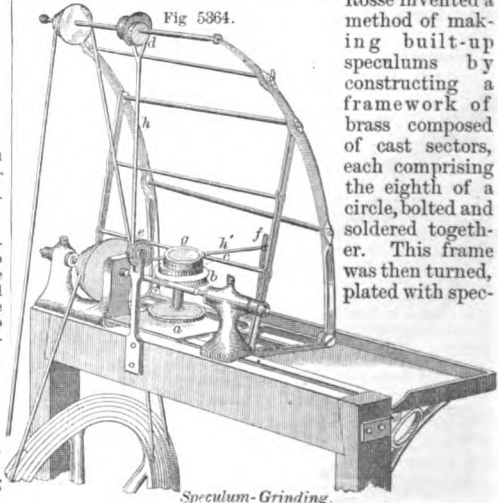 Fig 5364.
Rosse invented a
method of mak-
ing built-up
speculums by
constructing a
framework of
brass composed
of cast sectors,
each comprising
the eighth of a
circle, bolted and
soldered togeth-
er. This frame
was then turned,
plated with spec-
d
h
e
g
h'
f
c
b
a
Speculum-Grinding.